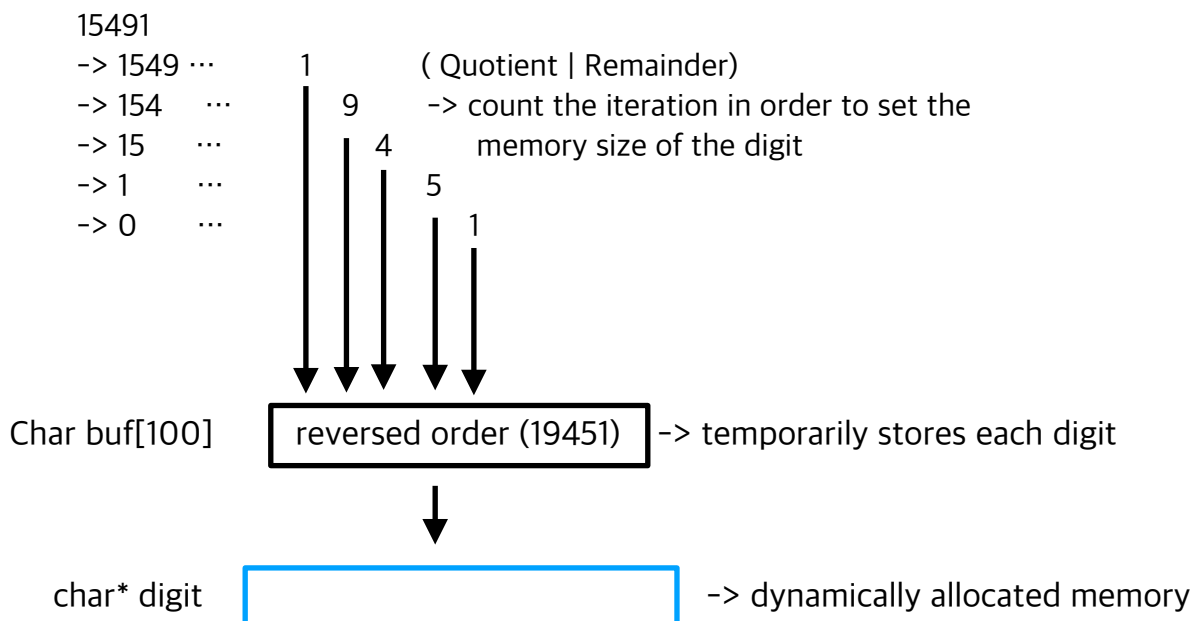 15491
-> 1549 ⋯ 1 ( Quotient | Remainder)
-> 154 ⋯ 9 -> count the iteration in order to set the
-> 15 ⋯ 4 memory size of the digit
-> 1 ⋯ 5
-> 0 ⋯ 1
Char buf[100] reversed order (19451) -> temporarily stores each digit
char* digit -> dynamically allocated memory